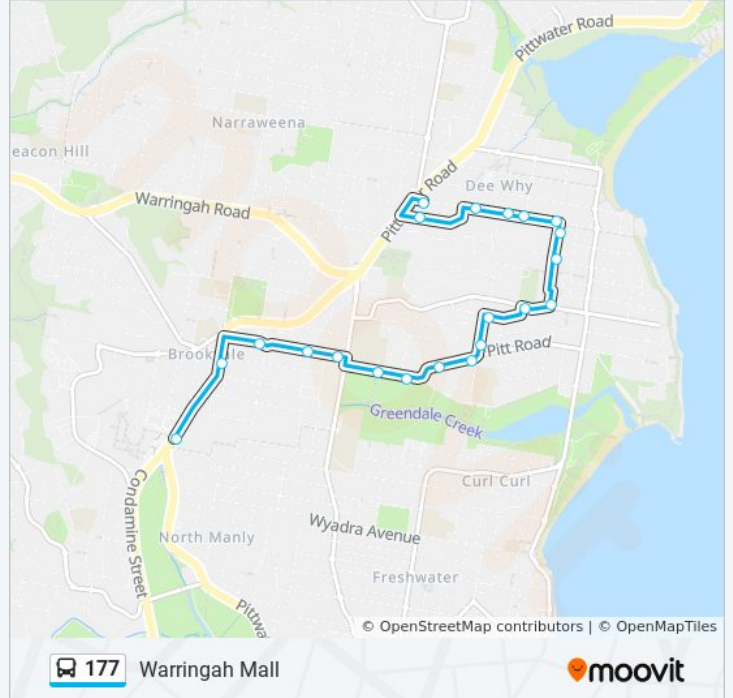 Pittwater Road
Narraweena
eacon Hill
Dee Why
Warringah Road
Pittwater Road
Brookvale
Pitt Road
Greendale Creek
Curl Curl
Condamine Street
Wyadra Avenue
North Manly
Freshwater
Pittwa
© OpenStreetMap contributors | © OpenMapTiles
177 Warringah Mall
moovit